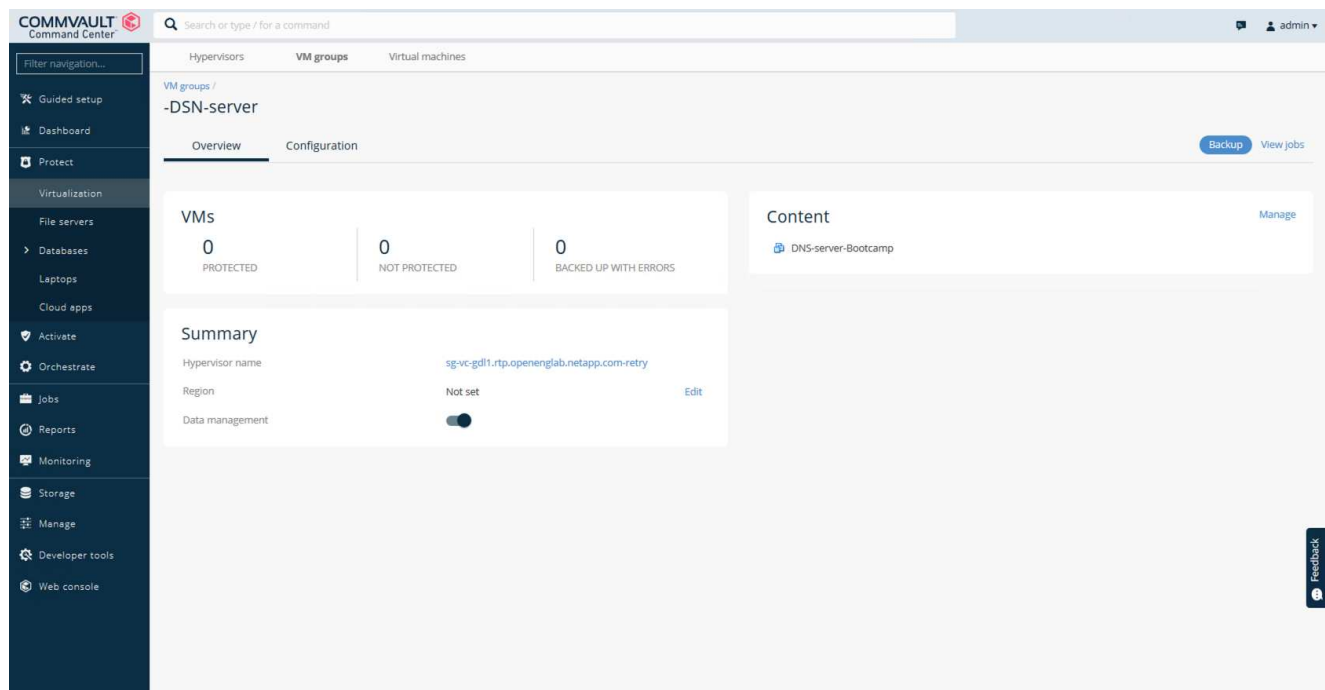 COMMVAULT
Command Center™
Search or type / for a command
admin
Filter navigation...
Guided setup
Dashboard
Protect
Virtualization
File servers
Databases
Laptops
Cloud apps
Activate
Orchestrate
Jobs
Reports
Monitoring
Storage
Manage
Developer tools
Web console
Hypervisors VM groups Virtual machines
VM groups /
-DSN-server
Overview Configuration
Backup View jobs
VMs
0 0 0
PROTECTED NOT PROTECTED BACKED UP WITH ERRORS
Summary
Hypervisor name sg-vc-gdl1.rtp.openenglab.netapp.com-retry
Region Not set Edit
Data management
Content Manage
DNS-server-Bootcamp
Feedback